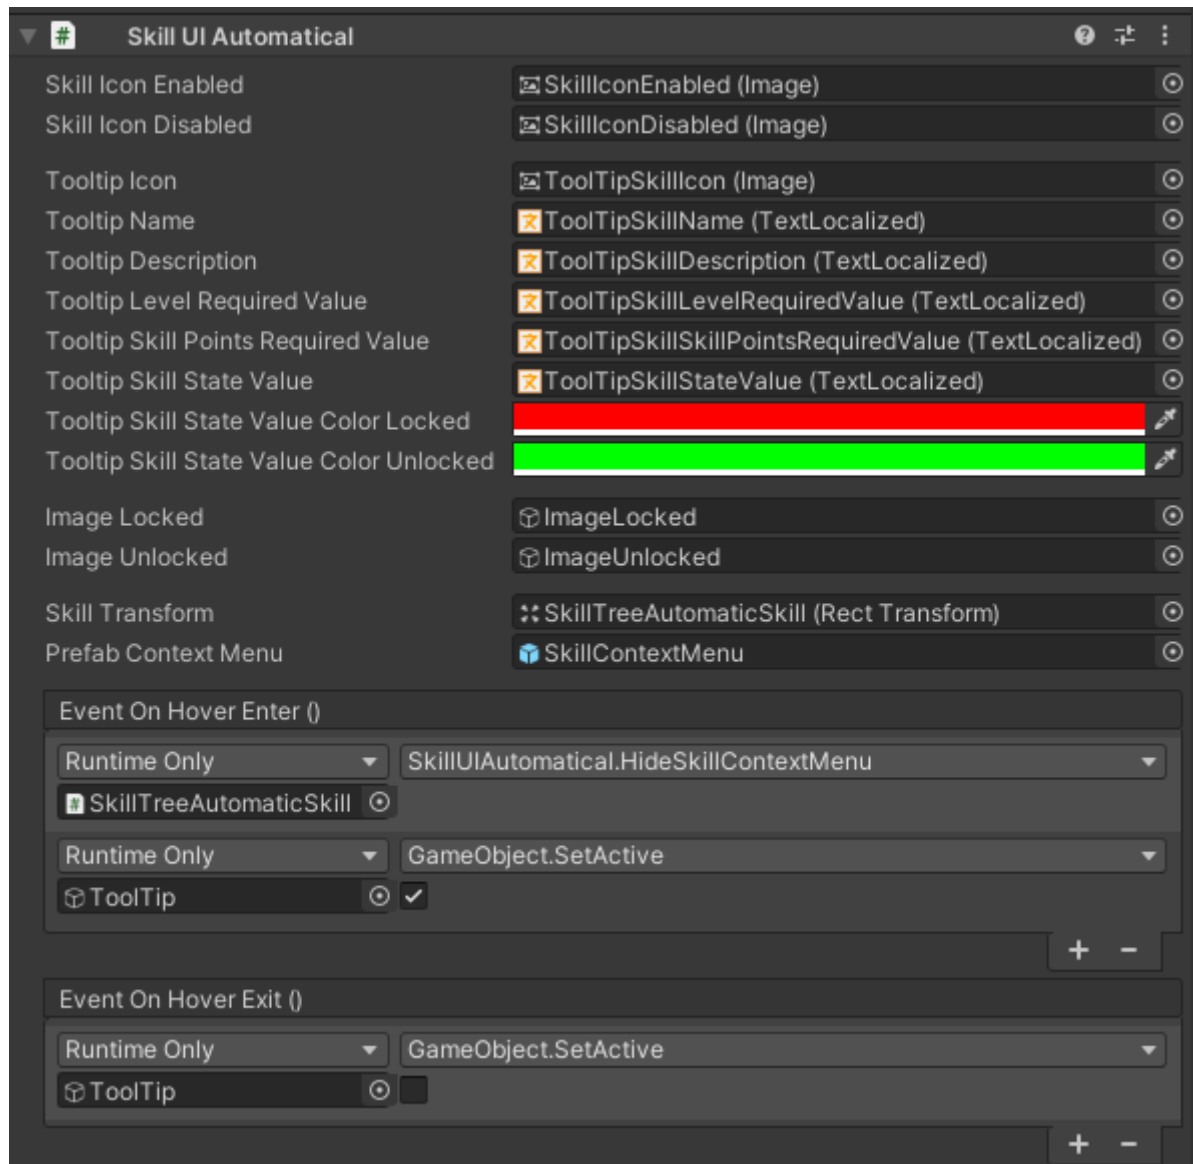 Skill UI Automatical
Skill Icon Enabled SkillIconEnabled (Image)
Skill Icon Disabled SkillIconDisabled (Image)
Tooltip Icon ToolTipSkillIcon (Image)
Tooltip Name ToolTipSkillName (TextLocalized)
Tooltip Description ToolTipSkillDescription (TextLocalized)
Tooltip Level Required Value ToolTipSkillLevelRequiredValue (TextLocalized)
Tooltip Skill Points Required Value ToolTipSkillSkillPointsRequiredValue (TextLocalized)
Tooltip Skill State Value ToolTipSkillStateValue (TextLocalized)
Tooltip Skill State Value Color Locked
Tooltip Skill State Value Color Unlocked
Image Locked ImageLocked
Image Unlocked ImageUnlocked
Skill Transform SkillTreeAutomaticSkill (Rect Transform)
Prefab Context Menu SkillContextMenu
Event On Hover Enter ()
Runtime Only SkillUIAutomatical.HideSkillContextMenu
SkillTreeAutomaticSkill
Runtime Only GameObject.SetActive
ToolTip
Event On Hover Exit ()
Runtime Only GameObject.SetActive
ToolTip